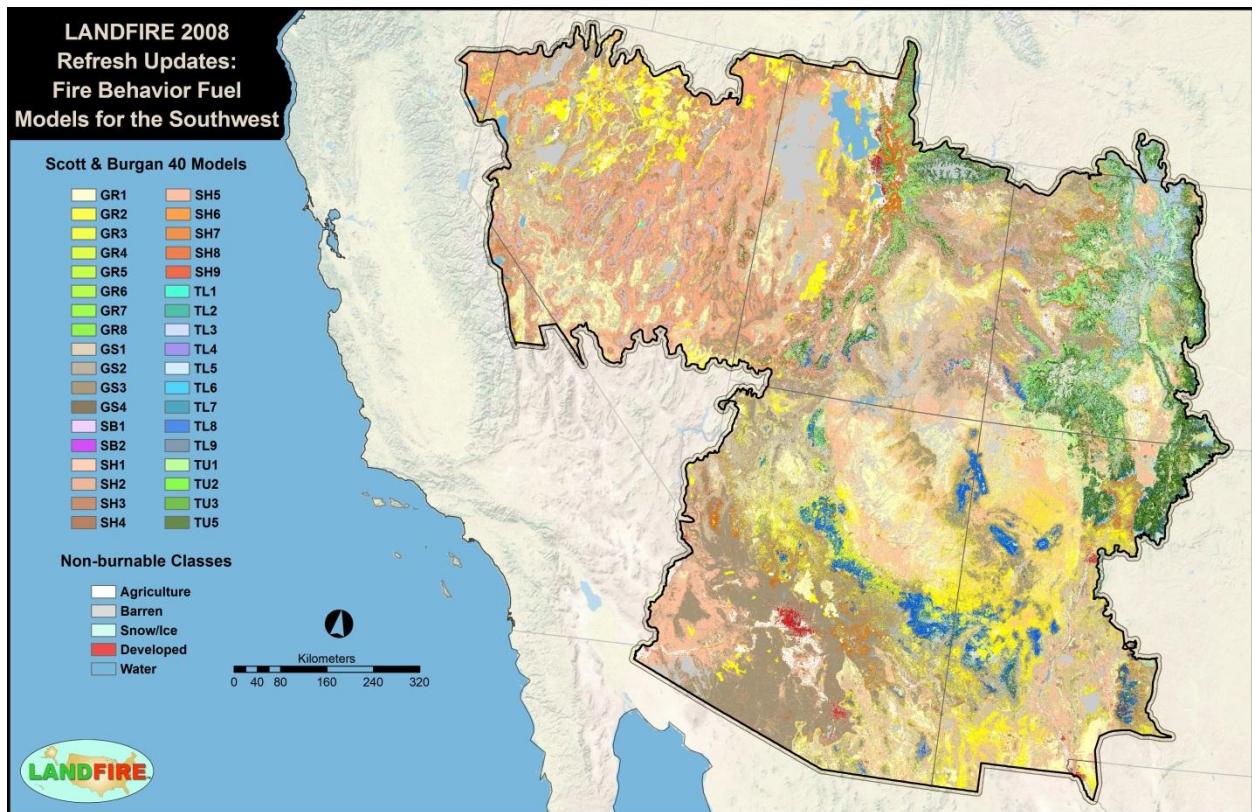 LANDFIRE 2008
Refresh Updates:
Fire Behavior Fuel
Models for the Southwest
Scott & Burgan 40 Models
GR1
GR2
GR3
GR4
GR5
GR6
GR7
GR8
GS1
GS2
GS3
GS4
SB1
SB2
SH1
SH2
SH3
SH4
SH5
SH6
SH7
SH8
SH9
TL1
TL2
TL3
TL4
TL5
TL6
TL7
TL8
TL9
TU1
TU2
TU3
TU5
Non-burnable Classes
Agriculture
Barren
Snow/Ice
Developed
Water
Kilometers
0 40 80 160 240 320
LANDFIRE